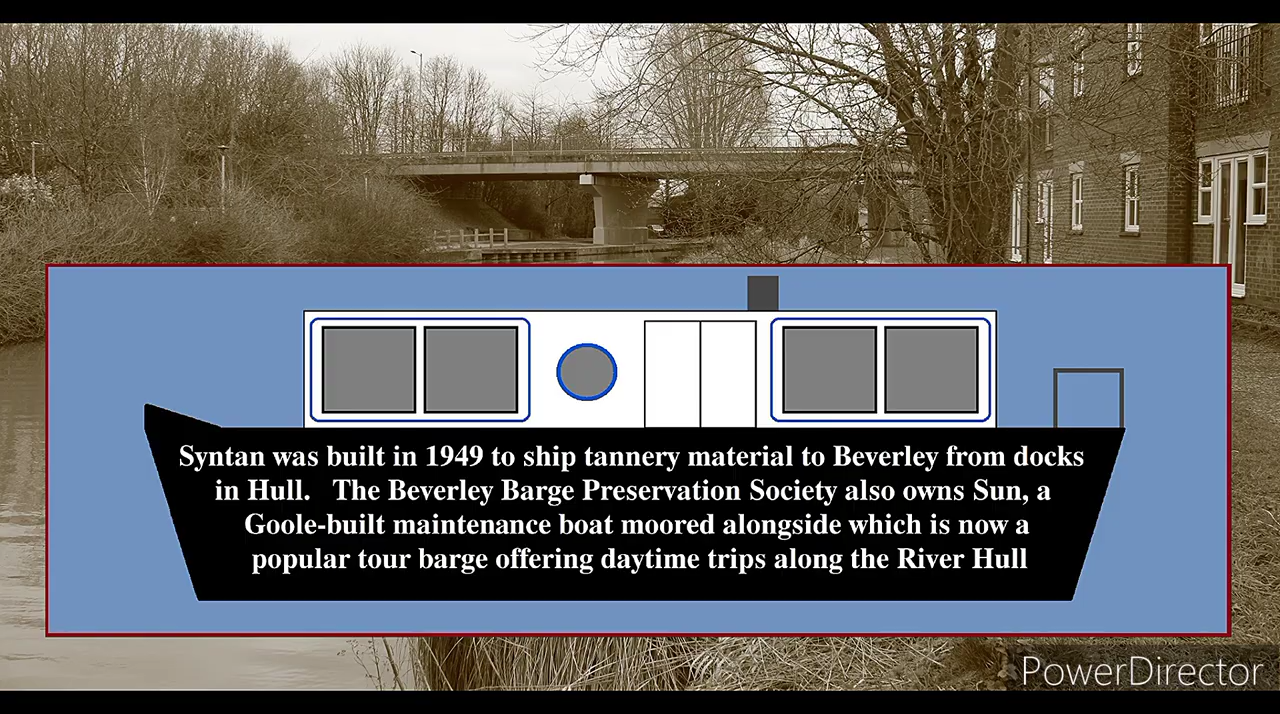 Syntan was built in 1949 to ship tannery material to Beverley from docks
in Hull.   The Beverley Barge Preservation Society also owns Sun, a
Goole-built maintenance boat moored alongside which is now a
popular tour barge offering daytime trips along the River Hull
PowerDirector